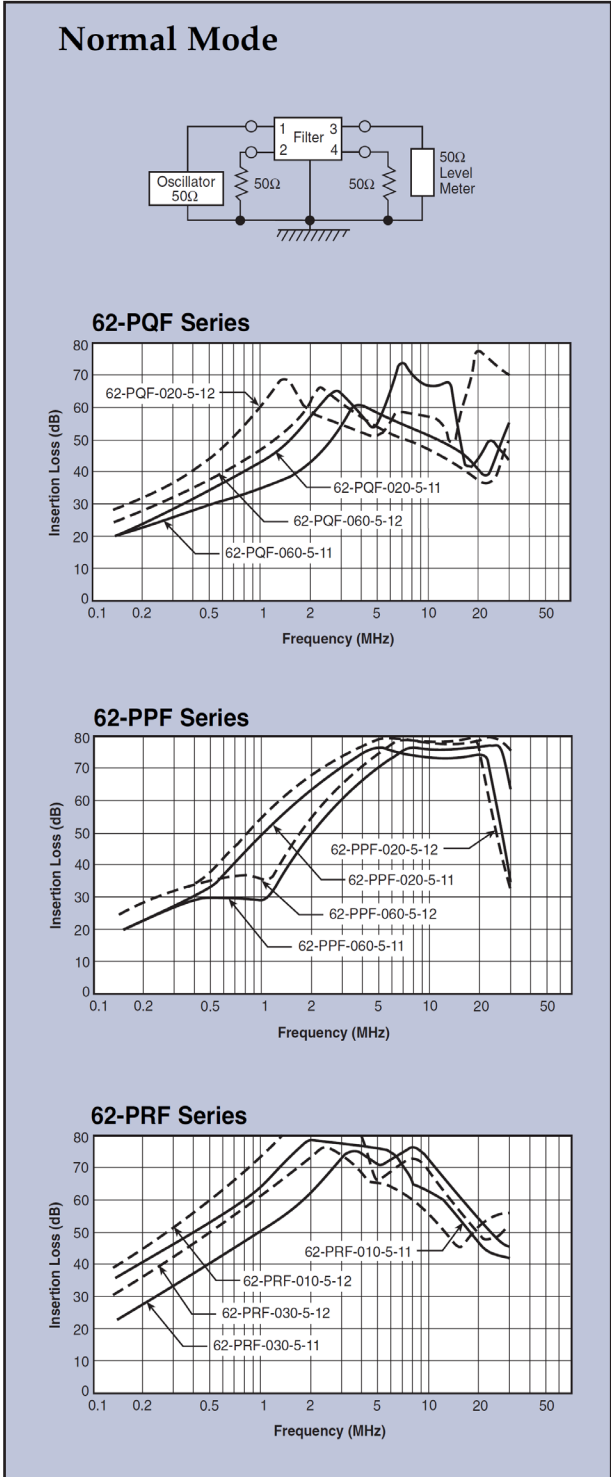 Normal Mode
1 Filter 3
2 4
Oscillator
50Ω
50Ω
50Ω
50Ω
Level
Meter
62-PQF Series
Insertion Loss (dB)
80
70
60
50
40
30
20
10
0
62-PQF-020-5-12
62-PQF-020-5-11
62-PQF-060-5-12
62-PQF-060-5-11
0.1 0.2 0.5 1 2 5 10 20 50
Frequency (MHz)
62-PPF Series
Insertion Loss (dB)
80
70
60
50
40
30
20
10
0
62-PPF-020-5-12
62-PPF-020-5-11
62-PPF-060-5-12
62-PPF-060-5-11
0.1 0.2 0.5 1 2 5 10 20 50
Frequency (MHz)
62-PRF Series
Insertion Loss (dB)
80
70
60
50
40
30
20
10
0
62-PRF-010-5-11
62-PRF-010-5-12
62-PRF-030-5-12
62-PRF-030-5-11
0.1 0.2 0.5 1 2 5 10 20 50
Frequency (MHz)